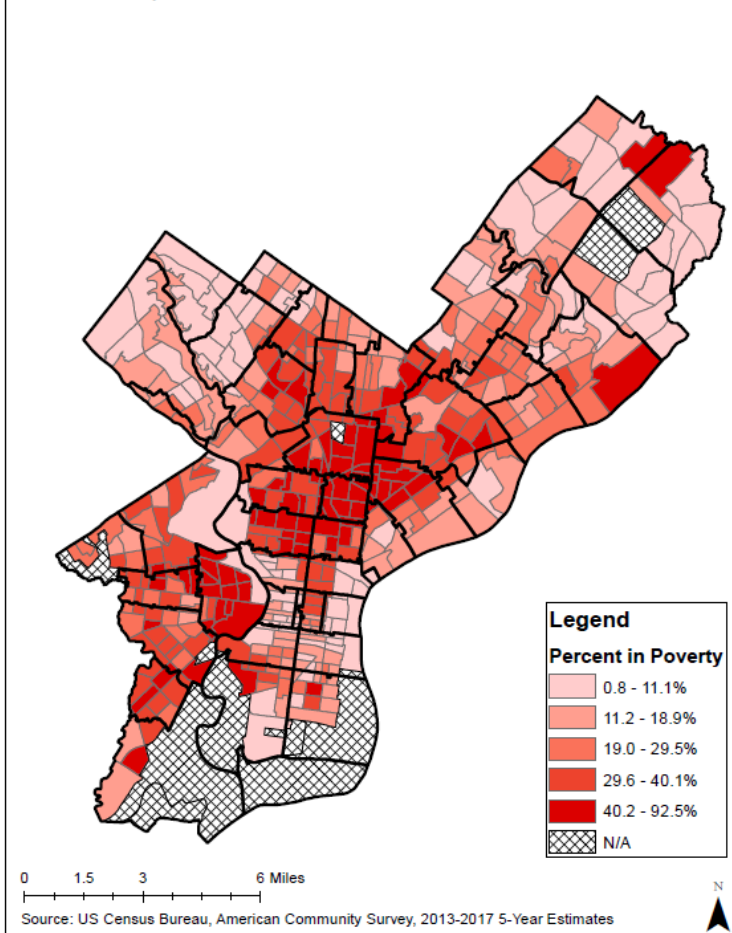 Legend
Percent in Poverty
0.8 - 11.1%
11.2 - 18.9%
19.0 - 29.5%
29.6 - 40.1%
40.2 - 92.5%
N/A
0 1.5 3 6 Miles
N
Source: US Census Bureau, American Community Survey, 2013-2017 5-Year Estimates